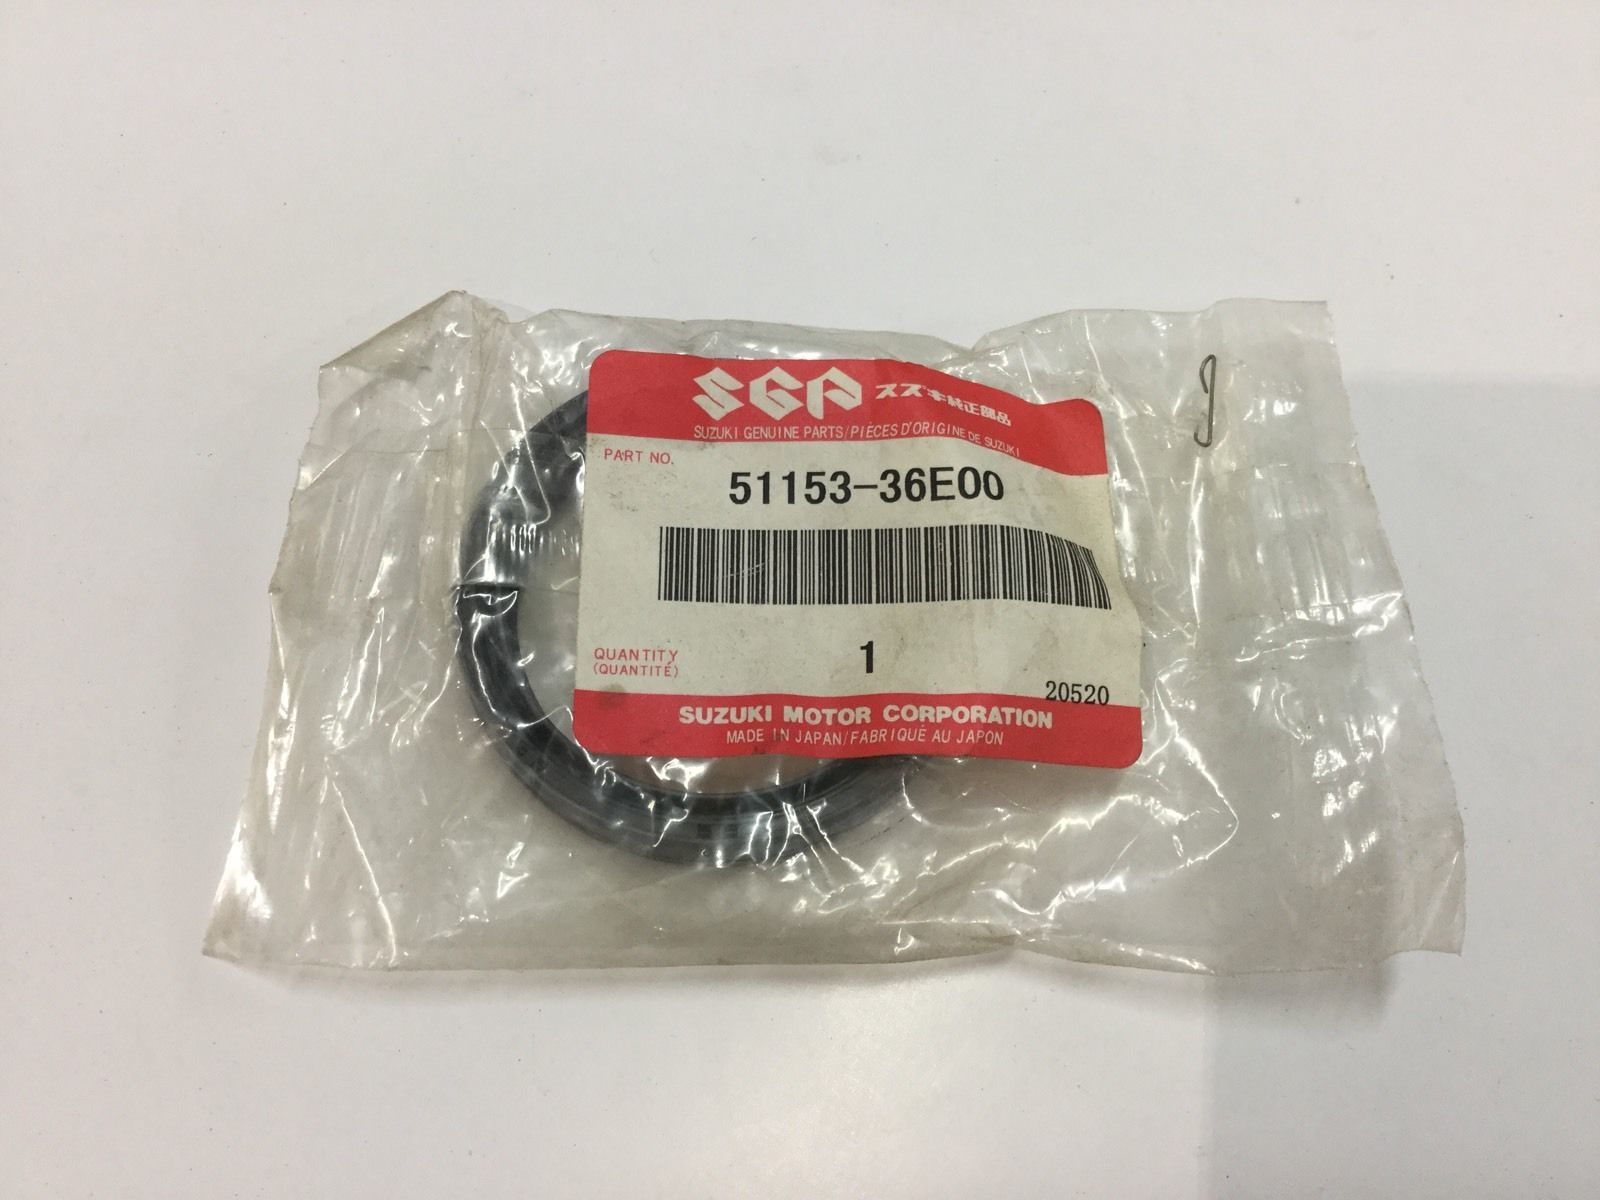 SGP スズキ純正部品
SUZUKI GENUINE PARTS/PIÈCES D'ORIGINE DE SUZUKI
PART NO.
51153-36E00
QUANTITY
(QUANTITÉ)
1
20520
SUZUKI MOTOR CORPORATION
MADE IN JAPAN/FABRIQUÉ AU JAPON